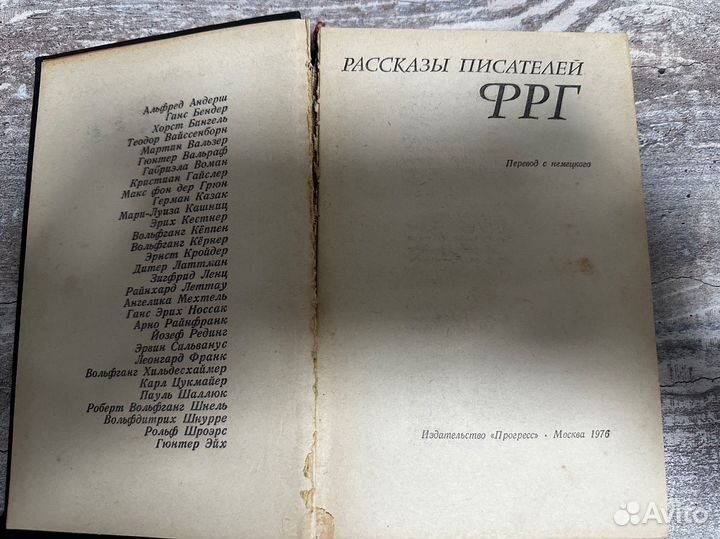 Альфред Андерш
Ганс Бендер
Хорст Бингель
Теодор Вайссенборн
Мартин Вальзер
Гюнтер Вальраф
Габриэла Воман
Кристиан Гайслер
Макс фон дер Грюн
Герман Казак
Мари-Луиза Кашниц
Эрих Кестнер
Вольфганг Кёппен
Вольфганг Кёрнер
Эрнст Кройдер
Дитер Латтман
Зигфрид Ленц
Райнхард Леттау
Ангелика Мехтель
Ганс Эрих Носсак
Арно Райнфранк
Йозеф Рединг
Эрвин Сильванус
Леонгард Франк
Вольфганг Хильдесхаймер
Карл Цукмайер
Пауль Шаллюк
Роберт Вольфганг Шнель
Вольфдитрих Шнурре
Рольф Шроэрс
Гюнтер Эйх
РАССКАЗЫ ПИСАТЕЛЕЙ
ФРГ
Перевод с немецкого
Издательство «Прогресс» · Москва 1976
Avito